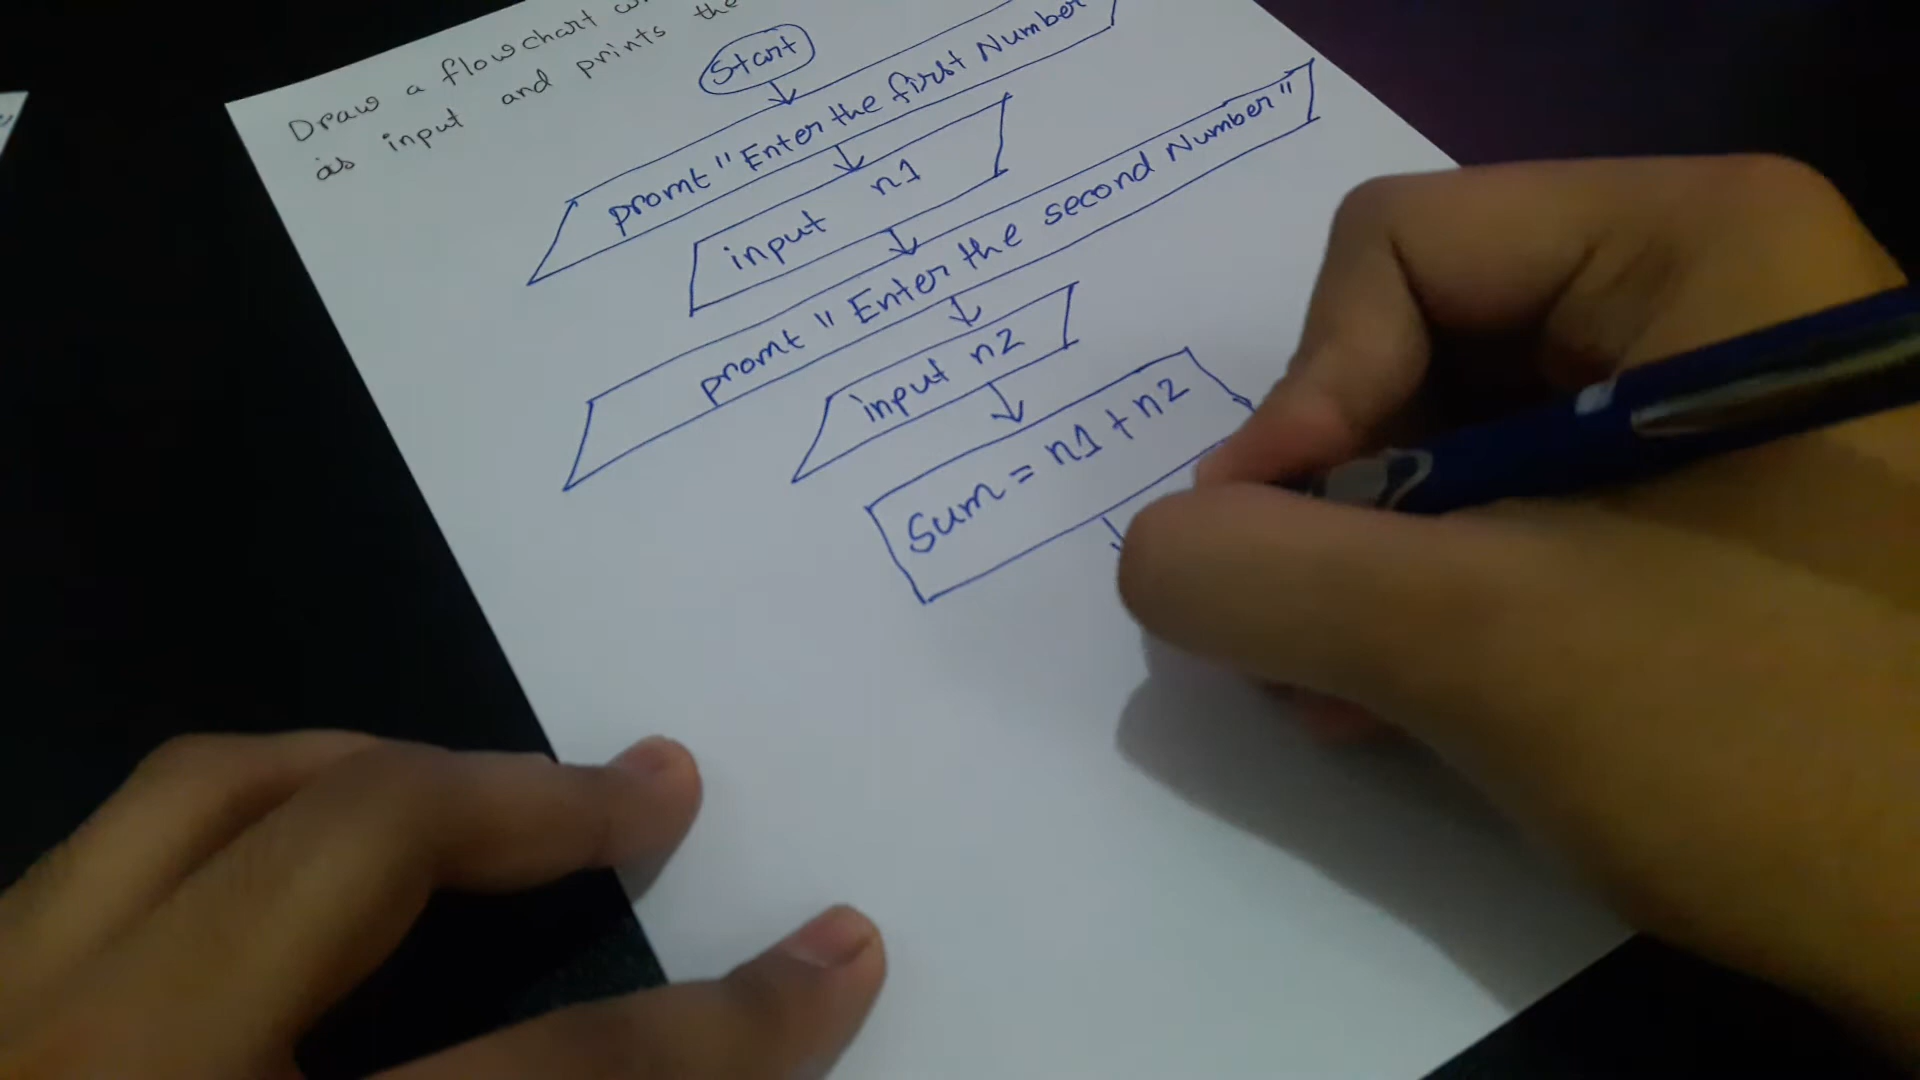 Draw a flowchart
as input and prints the
Start
promt "Enter the first Number
input n1
promt "Enter the second Number"
input n2
Sum = n1 + n2